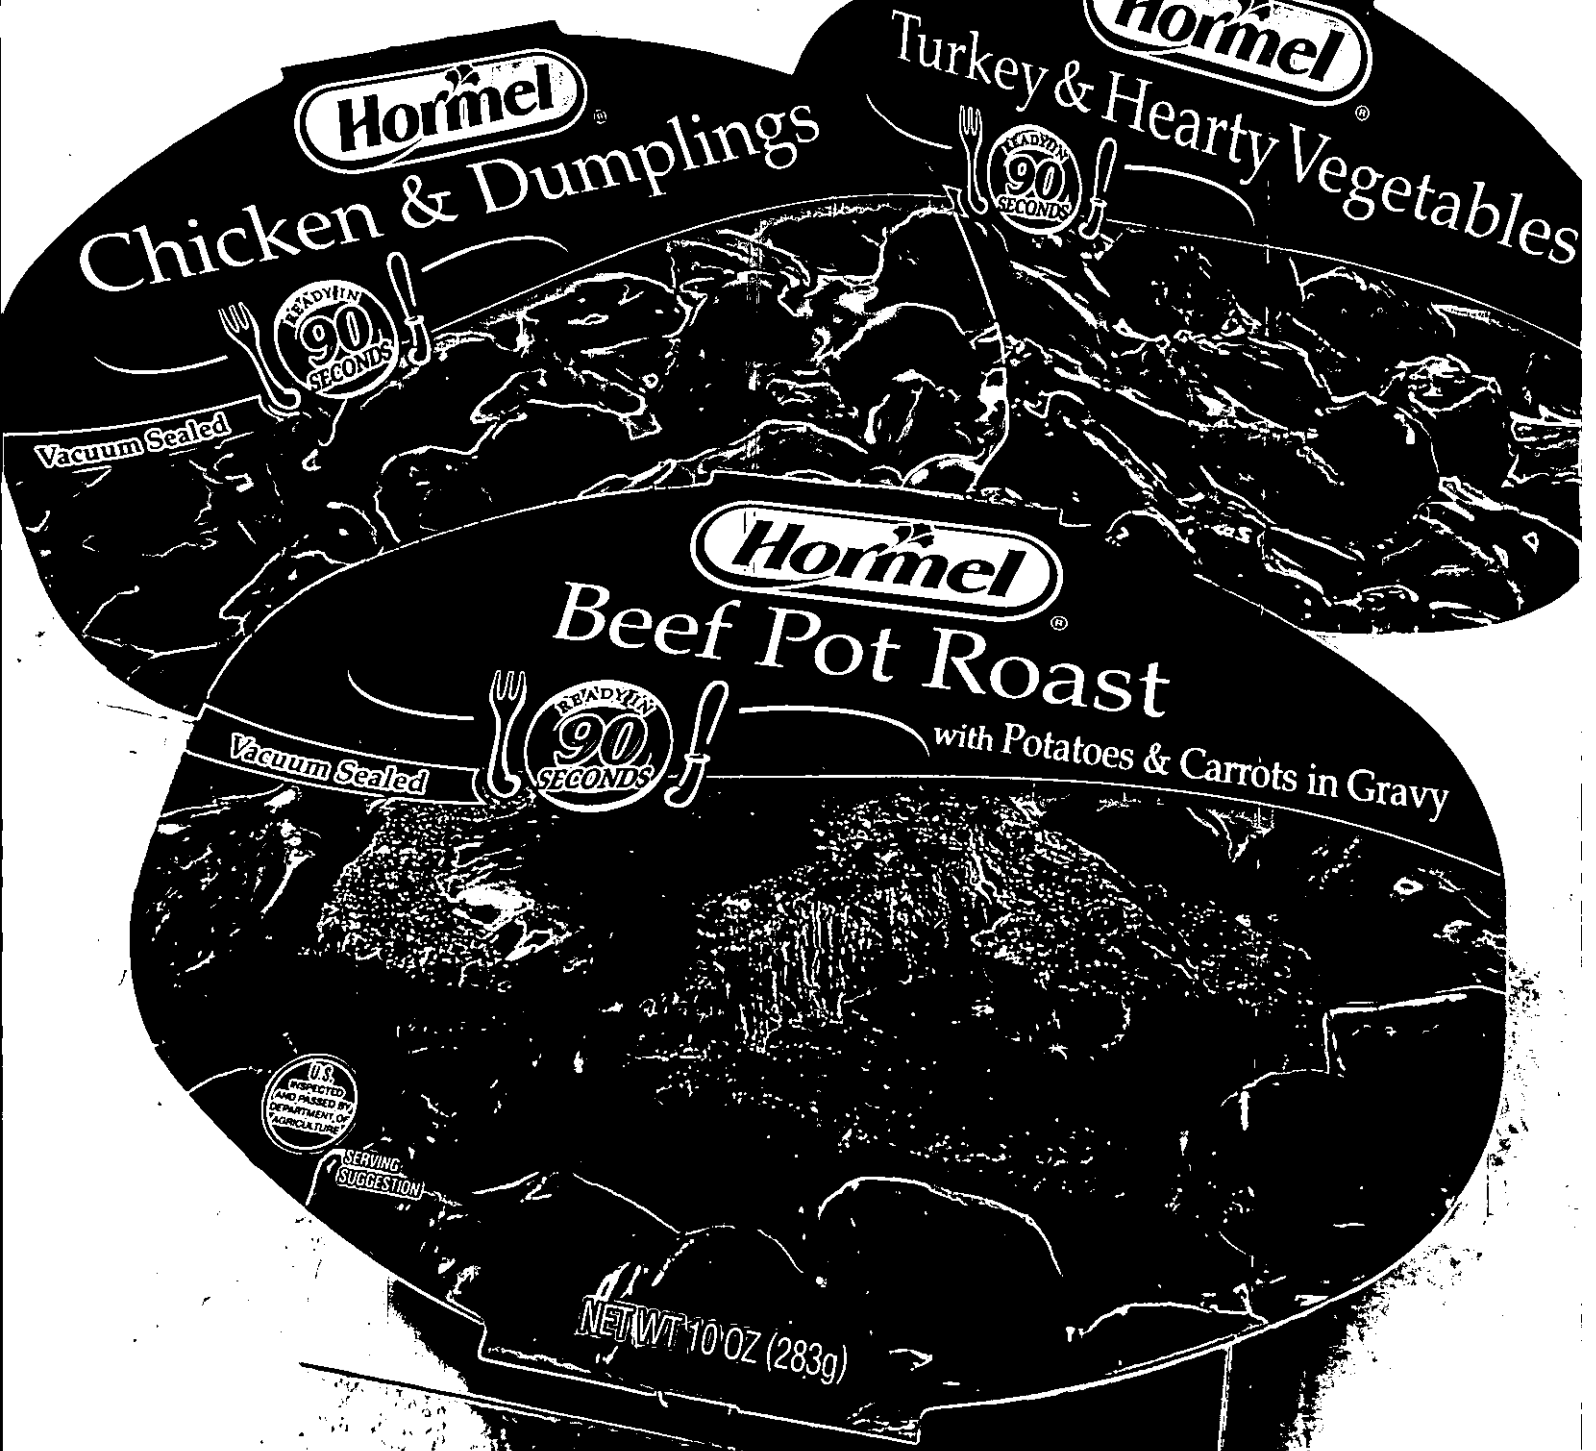 Hormel
®
Chicken & Dumplings
READY IN
90
SECONDS
Vacuum Sealed
Hormel
®
Turkey & Hearty Vegetables
READY IN
90
SECONDS
Hormel
®
Beef Pot Roast
with Potatoes & Carrots in Gravy
READY IN
90
SECONDS
Vacuum Sealed
U.S.
INSPECTED
AND PASSED BY
DEPARTMENT OF
AGRICULTURE
SERVING
SUGGESTION
NET WT 10 OZ (283g)